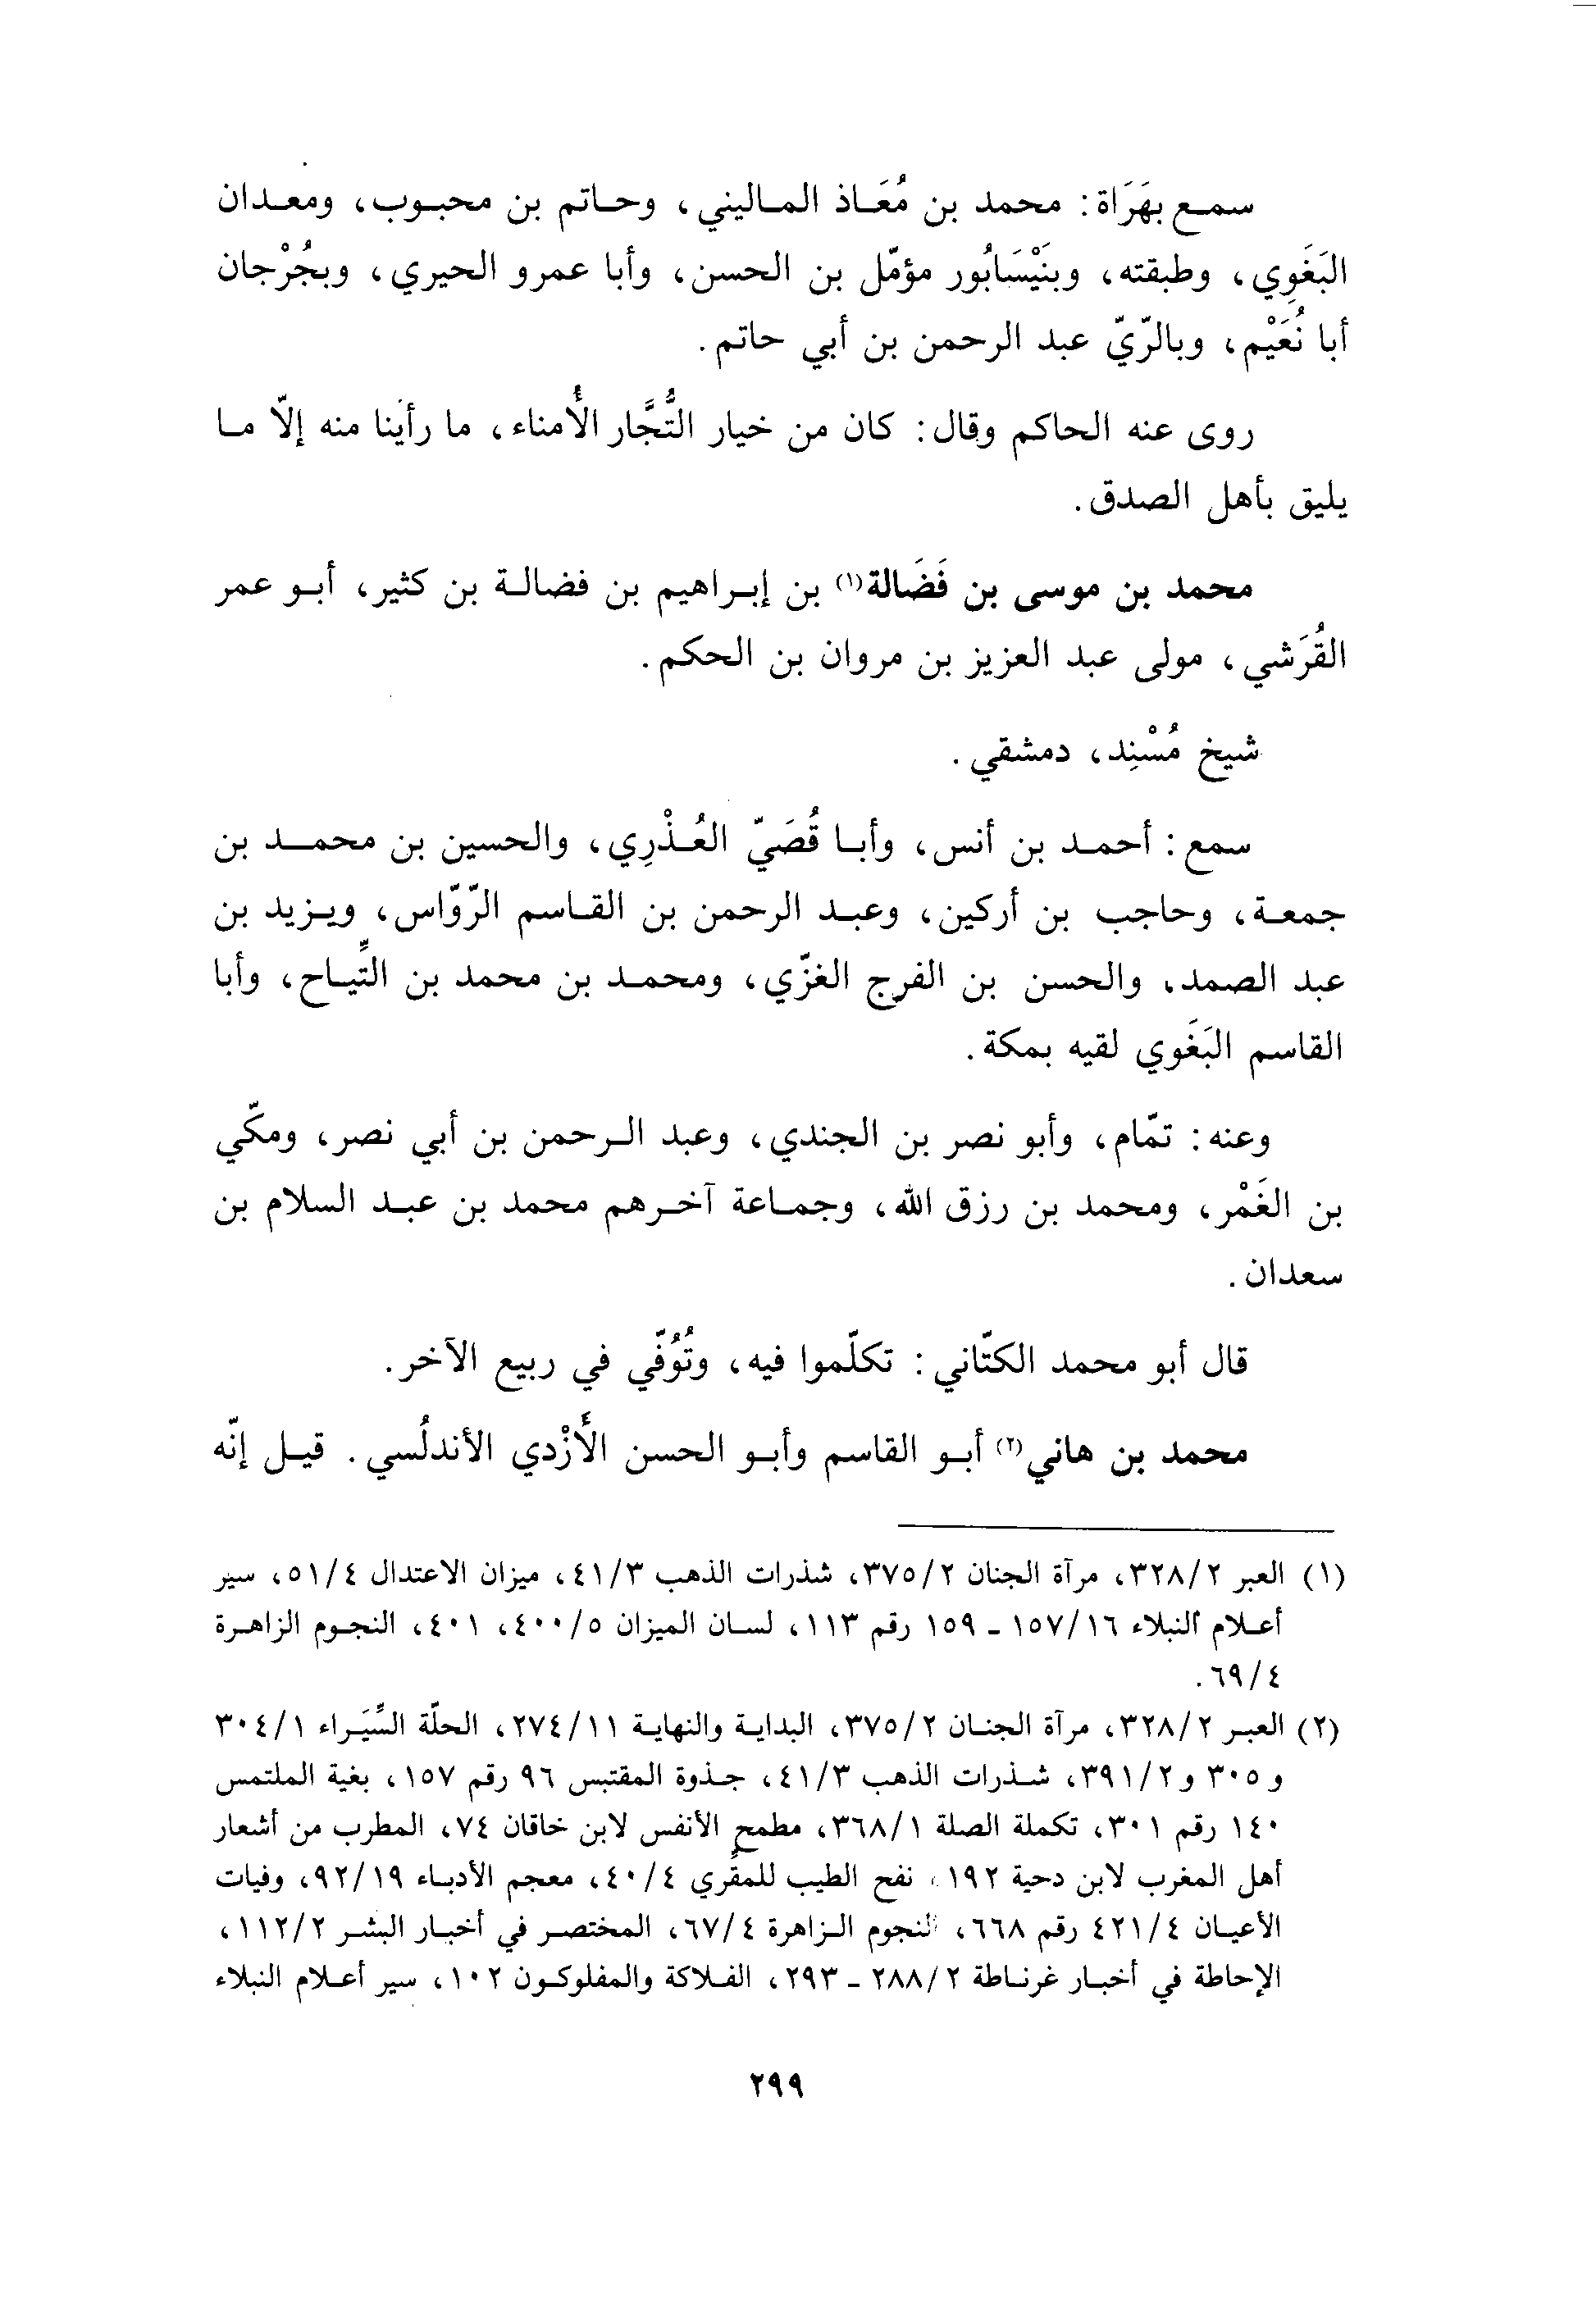 سمع بهَرَاة: محمد بن مُعَاذ الماليني، وحاتم بن محبوب، ومعدان
البَغَوِي، وطبقته، وبنَيْسَابُور مؤمّل بن الحسن، وأبا عمرو الحيري، وبجُرْجان
أبا نُعَيْم، وبالرّيّ عبد الرحمن بن أبي حاتم.
روى عنه الحاكم وقال: كان من خيار التُّجَّار الأُمناء، ما رأينا منه إلّا ما
يليق بأهل الصدق.
محمد بن موسى بن فَضَالة(١) بن إبراهيم بن فضالة بن كثير، أبو عمر
القُرَشي، مولى عبد العزيز بن مروان بن الحكم.
شيخ مُسْنِد، دمشقي.
سمع: أحمد بن أنس، وأبا قُصَيّ العُذْرِي، والحسين بن محمد بن
جمعة، وحاجب بن أركين، وعبد الرحمن بن القاسم الرّوّاس، ويزيد بن
عبد الصمد، والحسن بن الفرج الغزّي، ومحمد بن محمد بن التَّياح، وأبا
القاسم البَغَوي لقيه بمكة.
وعنه: تمّام، وأبو نصر بن الجندي، وعبد الرحمن بن أبي نصر، ومكّي
بن الغَمْر، ومحمد بن رزق الله، وجماعة آخرهم محمد بن عبد السلام بن
سعدان.
قال أبو محمد الكتّاني: تكلّموا فيه، وتُوُفّي في ربيع الآخر.
محمد بن هاني(٢) أبو القاسم وأبو الحسن الأَزْدي الأندلُسي. قيل إنّه
(١) العبر ٣٢٨/٢، مرآة الجنان ٣٧٥/٢، شذرات الذهب ٤١/٣، ميزان الاعتدال ٥١/٤، سير
أعلام النبلاء ١٥٧/١٦ ـ ١٥٩ رقم ١١٣، لسان الميزان ٤٠٠/٥، ٤٠١، النجوم الزاهرة
٦٩/٤.
(٢) العبر ٣٢٨/٢، مرآة الجنان ٣٧٥/٢، البداية والنهاية ٢٧٤/١١، الحلّة السَّيَراء ٣٠٤/١
و٣٠٥ و٣٩١/٢، شذرات الذهب ٤١/٣، جذوة المقتبس ٩٦ رقم ١٥٧، بغية الملتمس
١٤٠ رقم ٣٠١، تكملة الصلة ٣٦٨/١، مطمح الأنفس لابن خاقان ٧٤، المطرب من أشعار
أهل المغرب لابن دحية ١٩٢، نفح الطيب للمقّري ٤٠/٤، معجم الأدباء ٩٢/١٩، وفيات
الأعيان ٤٢١/٤ رقم ٦٦٨، النجوم الزاهرة ٦٧/٤، المختصر في أخبار البشر ١١٢/٢،
الإحاطة في أخبار غرناطة ٢٨٨/٢ ـ ٢٩٣، الفلاكة والمفلوكون ١٠٢، سير أعلام النبلاء
٢٩٩